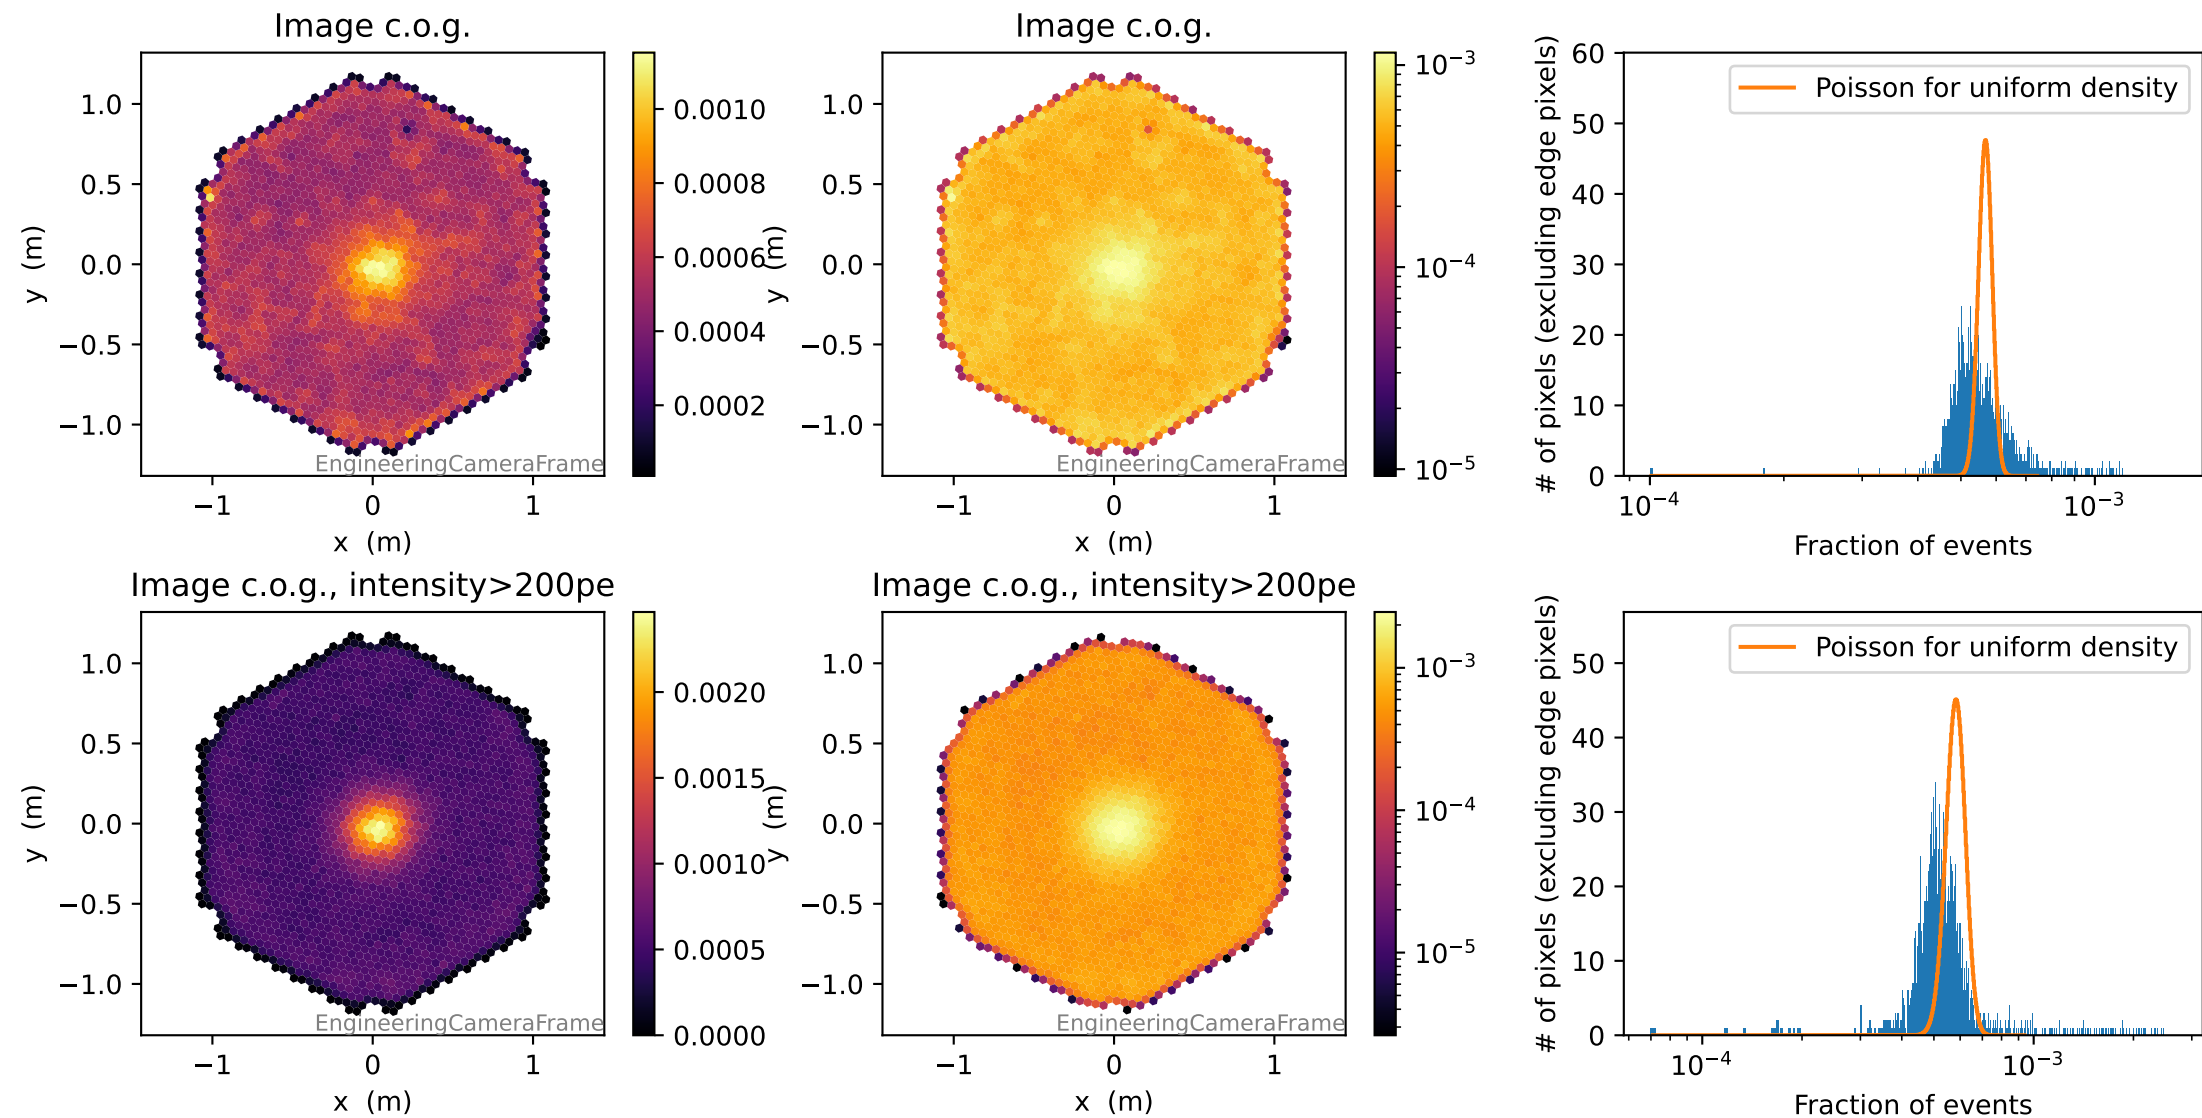 Image c.o.g.
1.0
0.5
0.0
−0.5
−1.0
y (m)
−1 0 1
x (m)
EngineeringCameraFrame
0.0010
0.0008
0.0006
0.0004
0.0002
Image c.o.g.
1.0
0.5
0.0
−0.5
−1.0
y (m)
−1 0 1
x (m)
EngineeringCameraFrame
10⁻³
10⁻⁴
10⁻⁵
60
50
40
30
20
10
0
# of pixels (excluding edge pixels)
Poisson for uniform density
10⁻⁴ 10⁻³
Fraction of events
Image c.o.g., intensity>200pe
1.0
0.5
0.0
−0.5
−1.0
y (m)
−1 0 1
x (m)
EngineeringCameraFrame
0.0020
0.0015
0.0010
0.0005
0.0000
Image c.o.g., intensity>200pe
1.0
0.5
0.0
−0.5
−1.0
y (m)
−1 0 1
x (m)
EngineeringCameraFrame
10⁻³
10⁻⁴
10⁻⁵
50
40
30
20
10
0
# of pixels (excluding edge pixels)
Poisson for uniform density
10⁻⁴ 10⁻³
Fraction of events